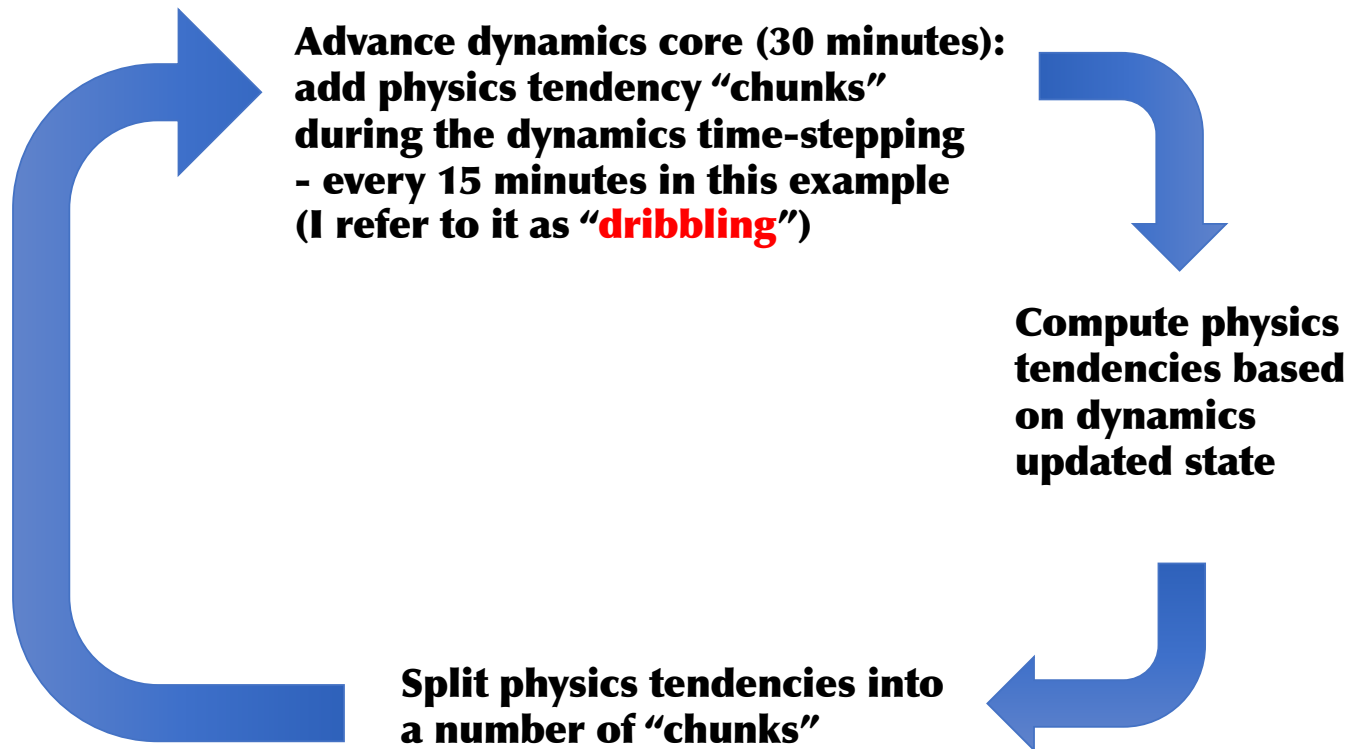 Advance dynamics core (30 minutes):
add physics tendency “chunks”
during the dynamics time-stepping
- every 15 minutes in this example
(I refer to it as “dribbling”)
Compute physics
tendencies based
on dynamics
updated state
Split physics tendencies into
a number of “chunks”